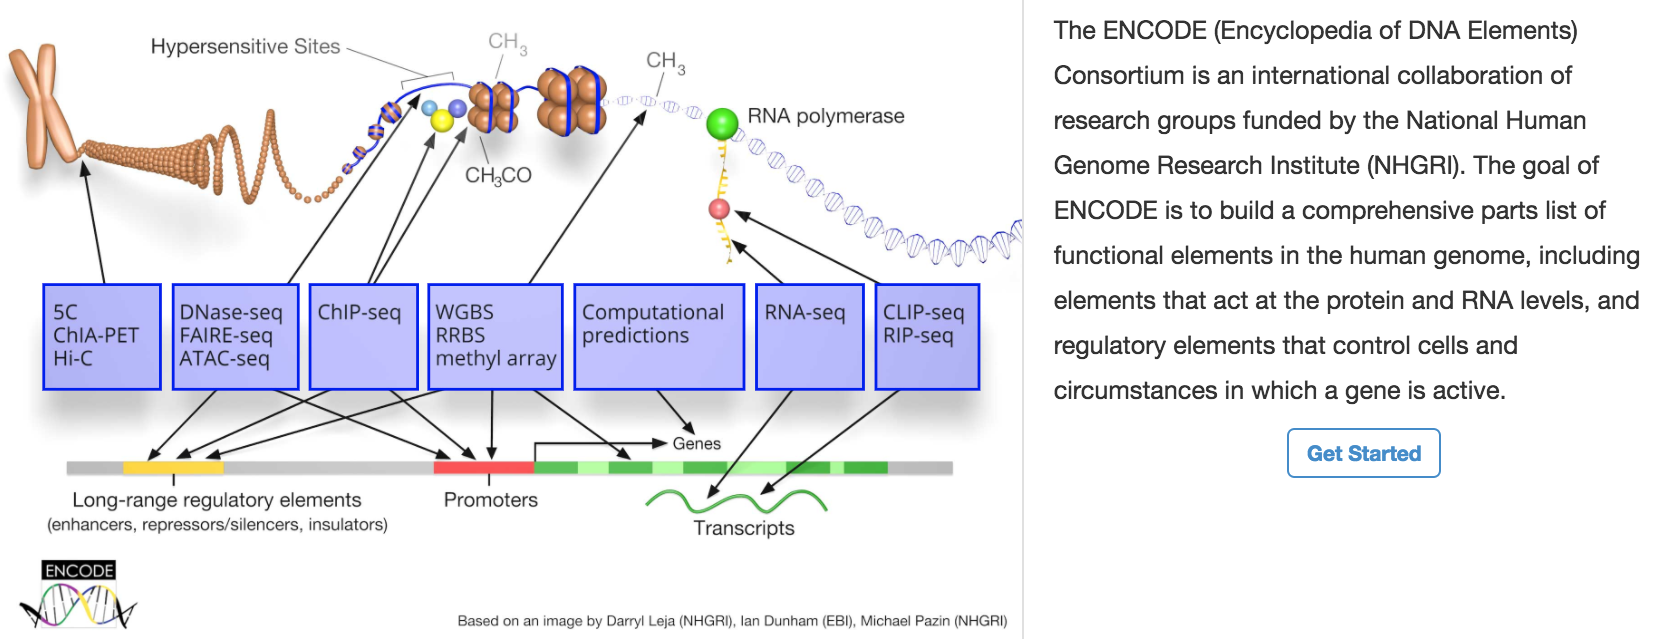 Hypersensitive Sites
CH3
CH3
RNA polymerase
CH3CO
5C
ChIA-PET
Hi-C
DNase-seq
FAIRE-seq
ATAC-seq
ChIP-seq
WGBS
RRBS
methyl array
Computational
predictions
RNA-seq
CLIP-seq
RIP-seq
Genes
Long-range regulatory elements
(enhancers, repressors/silencers, insulators)
Promoters
Transcripts
ENCODE
Based on an image by Darryl Leja (NHGRI), Ian Dunham (EBI), Michael Pazin (NHGRI)
The ENCODE (Encyclopedia of DNA Elements)
Consortium is an international collaboration of
research groups funded by the National Human
Genome Research Institute (NHGRI). The goal of
ENCODE is to build a comprehensive parts list of
functional elements in the human genome, including
elements that act at the protein and RNA levels, and
regulatory elements that control cells and
circumstances in which a gene is active.
Get Started